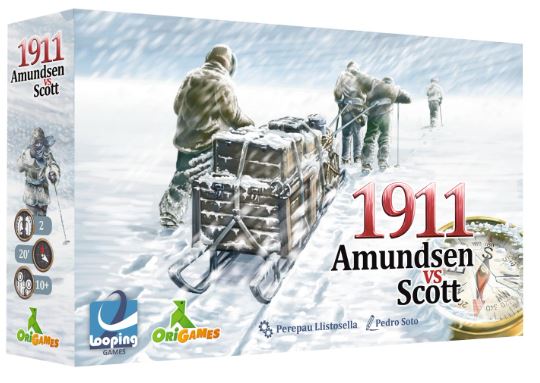 1911
Amundsen
vs
Scott
2
20'
10+
ORIGAMES
1911
Amundsen
vs
Scott
Looping
GAMES
ORIGAMES
Perepau Llistosella
Pedro Soto